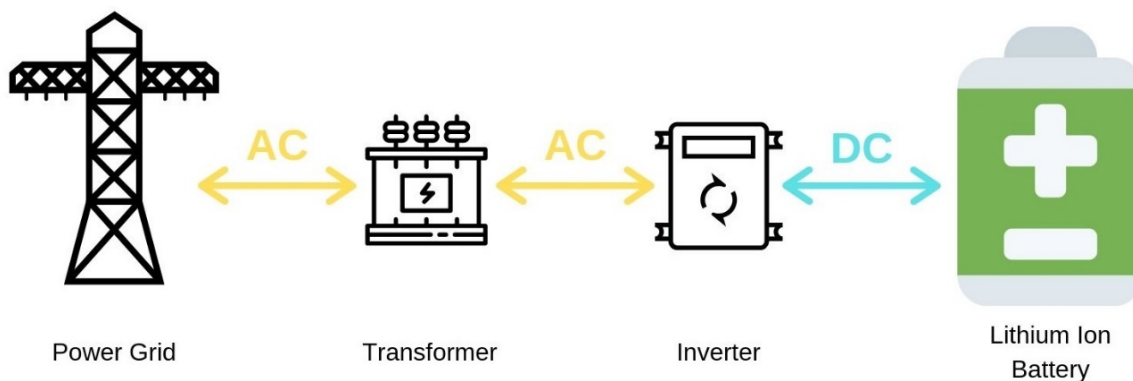 AC
AC
DC
Power Grid
Transformer
Inverter
Lithium Ion
Battery